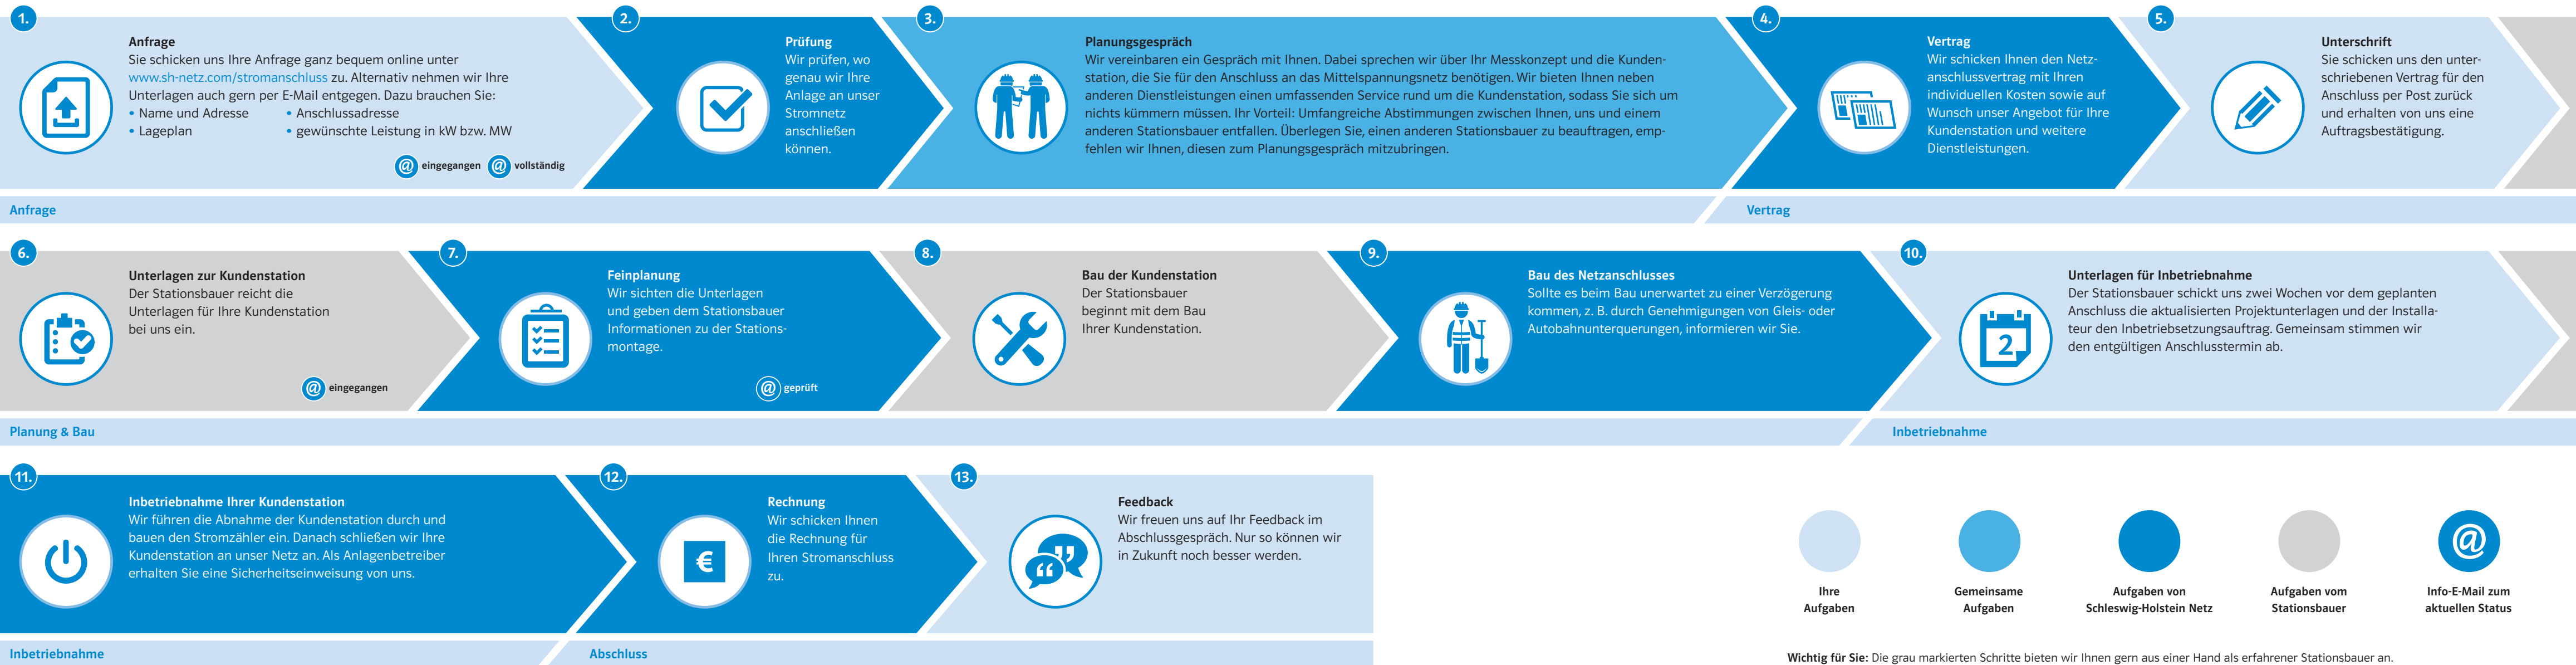 1.
Anfrage
Sie schicken uns Ihre Anfrage ganz bequem online unter
www.sh-netz.com/stromanschluss zu. Alternativ nehmen wir Ihre
Unterlagen auch gern per E-Mail entgegen. Dazu brauchen Sie:
• Name und Adresse • Anschlussadresse
• Lageplan • gewünschte Leistung in kW bzw. MW
@ eingegangen @ vollständig
2.
Prüfung
Wir prüfen, wo
genau wir Ihre
Anlage an unser
Stromnetz
anschließen
können.
3.
Planungsgespräch
Wir vereinbaren ein Gespräch mit Ihnen. Dabei sprechen wir über Ihr Messkonzept und die Kunden-
station, die Sie für den Anschluss an das Mittelspannungsnetz benötigen. Wir bieten Ihnen neben
anderen Dienstleistungen einen umfassenden Service rund um die Kundenstation, sodass Sie sich um
nichts kümmern müssen. Ihr Vorteil: Umfangreiche Abstimmungen zwischen Ihnen, uns und einem
anderen Stationsbauer entfallen. Überlegen Sie, einen anderen Stationsbauer zu beauftragen, emp-
fehlen wir Ihnen, diesen zum Planungsgespräch mitzubringen.
4.
Vertrag
Wir schicken Ihnen den Netz-
anschlussvertrag mit Ihren
individuellen Kosten sowie auf
Wunsch unser Angebot für Ihre
Kundenstation und weitere
Dienstleistungen.
5.
Unterschrift
Sie schicken uns den unter-
schriebenen Vertrag für den
Anschluss per Post zurück
und erhalten von uns eine
Auftragsbestätigung.
Anfrage
Vertrag
6.
Unterlagen zur Kundenstation
Der Stationsbauer reicht die
Unterlagen für Ihre Kundenstation
bei uns ein.
@ eingegangen
7.
Feinplanung
Wir sichten die Unterlagen
und geben dem Stationsbauer
Informationen zu der Stations-
montage.
@ geprüft
8.
Bau der Kundenstation
Der Stationsbauer
beginnt mit dem Bau
Ihrer Kundenstation.
9.
Bau des Netzanschlusses
Sollte es beim Bau unerwartet zu einer Verzögerung
kommen, z. B. durch Genehmigungen von Gleis- oder
Autobahnunterquerungen, informieren wir Sie.
10.
2
Unterlagen für Inbetriebnahme
Der Stationsbauer schickt uns zwei Wochen vor dem geplanten
Anschluss die aktualisierten Projektunterlagen und der Installa-
teur den Inbetriebsetzungsauftrag. Gemeinsam stimmen wir
den entgültigen Anschlusstermin ab.
Planung & Bau
Inbetriebnahme
11.
Inbetriebnahme Ihrer Kundenstation
Wir führen die Abnahme der Kundenstation durch und
bauen den Stromzähler ein. Danach schließen wir Ihre
Kundenstation an unser Netz an. Als Anlagenbetreiber
erhalten Sie eine Sicherheitseinweisung von uns.
12.
€
Rechnung
Wir schicken Ihnen
die Rechnung für
Ihren Stromanschluss
zu.
13.
Feedback
Wir freuen uns auf Ihr Feedback im
Abschlussgespräch. Nur so können wir
in Zukunft noch besser werden.
Inbetriebnahme
Abschluss
Ihre
Aufgaben
Gemeinsame
Aufgaben
Aufgaben von
Schleswig-Holstein Netz
Aufgaben vom
Stationsbauer
@
Info-E-Mail zum
aktuellen Status
Wichtig für Sie: Die grau markierten Schritte bieten wir Ihnen gern aus einer Hand als erfahrener Stationsbauer an.